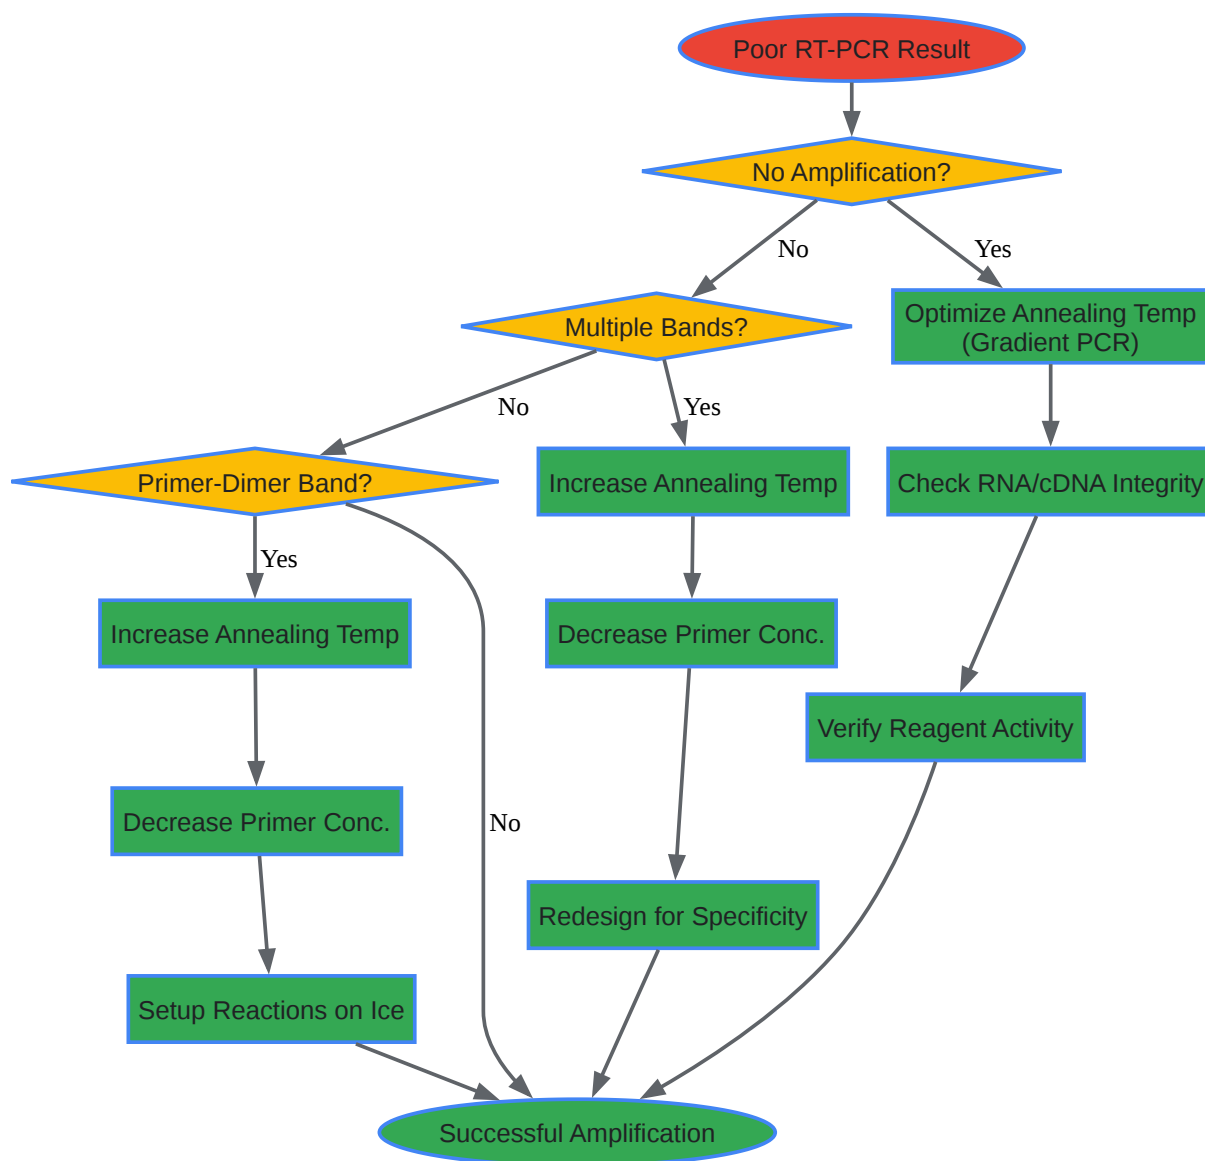 Poor RT-PCR Result
No Amplification?
No
Yes
Multiple Bands?
Optimize Annealing Temp
(Gradient PCR)
No
Yes
Primer-Dimer Band?
Increase Annealing Temp
Check RNA/cDNA Integrity
Yes
Increase Annealing Temp
Decrease Primer Conc.
Verify Reagent Activity
Decrease Primer Conc.
No
Redesign for Specificity
Setup Reactions on Ice
Successful Amplification